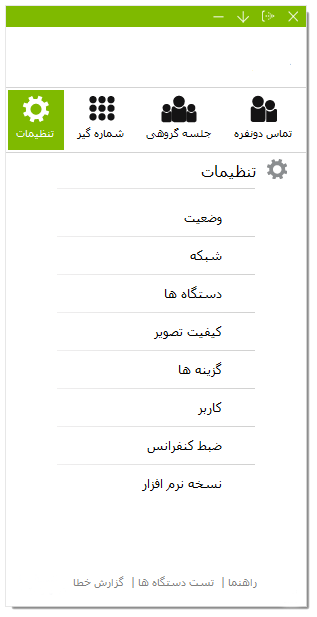 تماس دونفره جلسه گروهی شماره گیر تنظیمات
تنظیمات
وضعیت
شبکه
دستگاه ها
کیفیت تصویر
گزینه ها
کاربر
ضبط کنفرانس
نسخه نرم افزار
راهنما | تست دستگاه ها | گزارش خطا